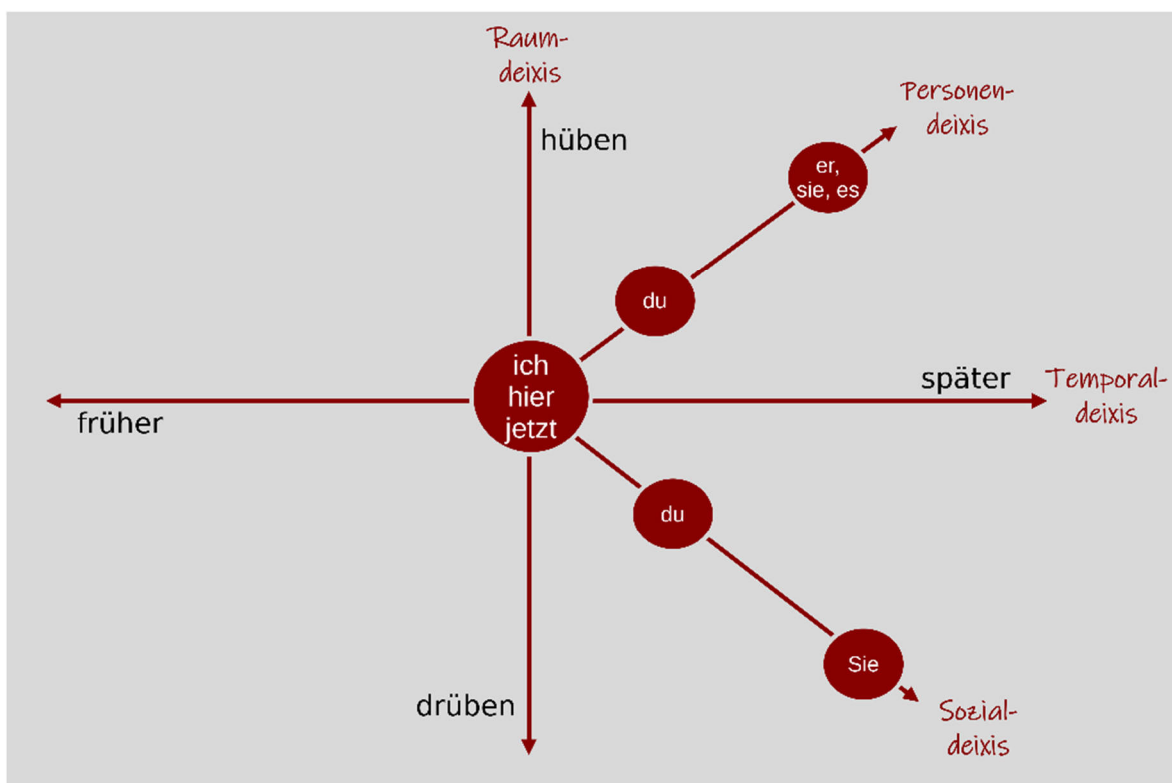 Raum-
deixis
hüben
Personen-
deixis
er,
sie, es
du
ich
hier
jetzt
früher
später
Temporal-
deixis
du
Sie
drüben
Sozial-
deixis